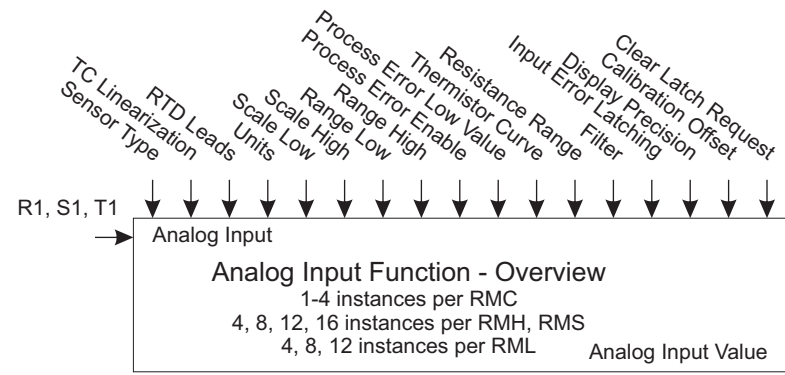 Sensor Type
TC Linearization
RTD Leads
Units
Scale Low
Scale High
Range Low
Range High
Process Error Enable
Process Error Low Value
Thermistor Curve
Resistance Range
Filter
Input Error Latching
Display Precision
Calibration Offset
Clear Latch Request
R1, S1, T1
Analog Input
Analog Input Function - Overview
1-4 instances per RMC
4, 8, 12, 16 instances per RMH, RMS
4, 8, 12 instances per RML
Analog Input Value